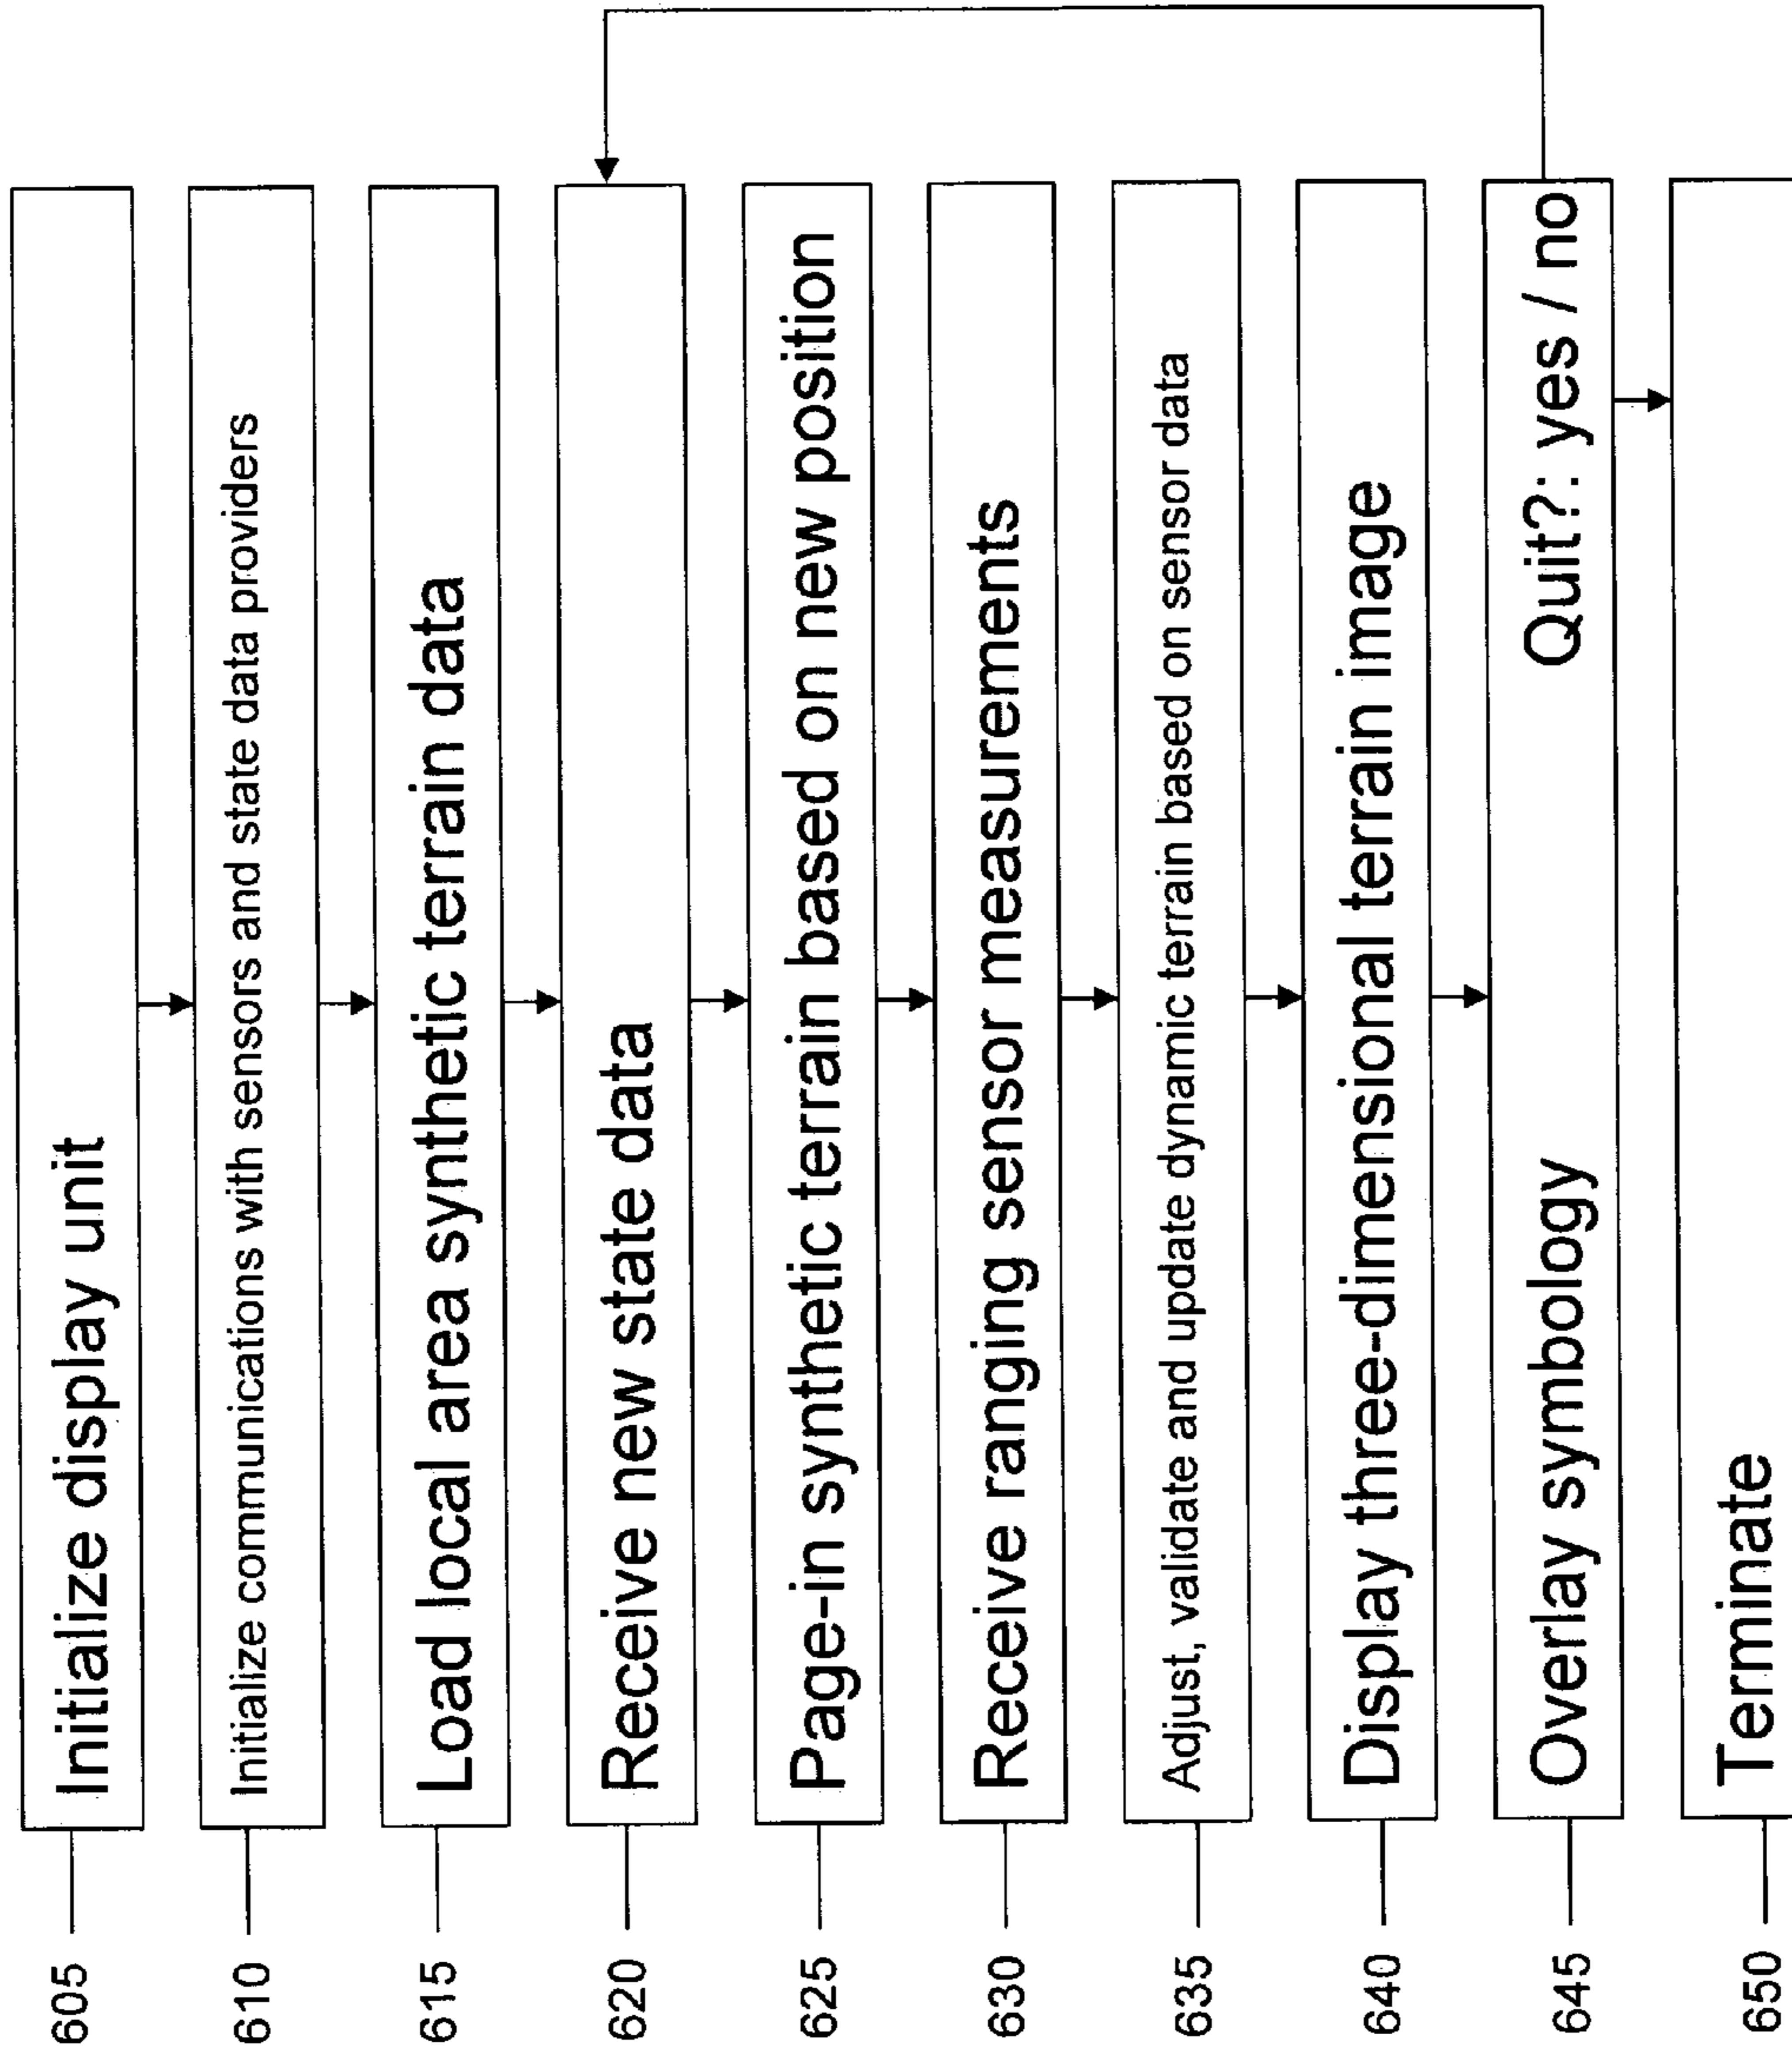 605 Initialize display unit
610 Initialize communications with sensors and state data providers
615 Load local area synthetic terrain data
620 Receive new state data
625 Page-in synthetic terrain based on new position
630 Receive ranging sensor measurements
635 Adjust, validate and update dynamic terrain based on sensor data
640 Display three-dimensional terrain image
645 Overlay symbology Quit?: yes / no
650 Terminate